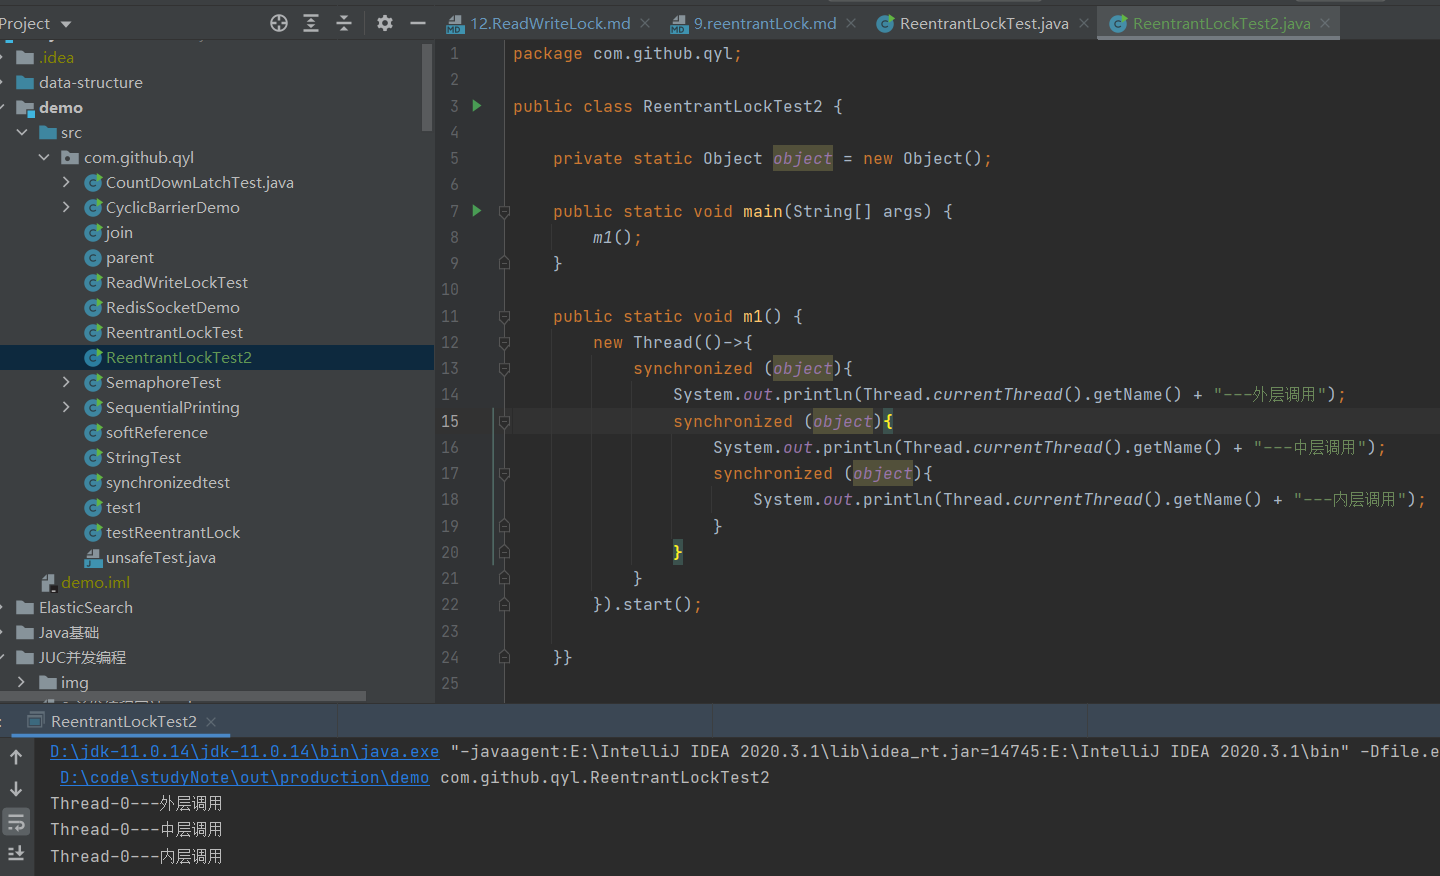 Project
12.ReadWriteLock.md
9.reentrantLock.md
ReentrantLockTest.java
ReentrantLockTest2.java
.idea
data-structure
demo
src
com.github.qyl
CountDownLatchTest.java
CyclicBarrierDemo
join
parent
ReadWriteLockTest
RedisSocketDemo
ReentrantLockTest
ReentrantLockTest2
SemaphoreTest
SequentialPrinting
softReference
StringTest
synchronizedtest
test1
testReentrantLock
unsafeTest.java
demo.iml
ElasticSearch
Java基础
JUC并发编程
img
1 package com.github.qyl;
2
3 public class ReentrantLockTest2 {
4
5 private static Object object = new Object();
6
7 public static void main(String[] args) {
8 m1();
9 }
10
11 public static void m1() {
12 new Thread(()->{
13 synchronized (object){
14 System.out.println(Thread.currentThread().getName() + "---外层调用");
15 synchronized (object){
16 System.out.println(Thread.currentThread().getName() + "---中层调用");
17 synchronized (object){
18 System.out.println(Thread.currentThread().getName() + "---内层调用");
19 }
20 }
21 }
22 }).start();
23
24 }}
25
ReentrantLockTest2
D:\jdk-11.0.14\jdk-11.0.14\bin\java.exe "-javaagent:E:\IntelliJ IDEA 2020.3.1\lib\idea_rt.jar=14745:E:\IntelliJ IDEA 2020.3.1\bin" -Dfile.e
D:\code\studyNote\out\production\demo com.github.qyl.ReentrantLockTest2
Thread-0---外层调用
Thread-0---中层调用
Thread-0---内层调用